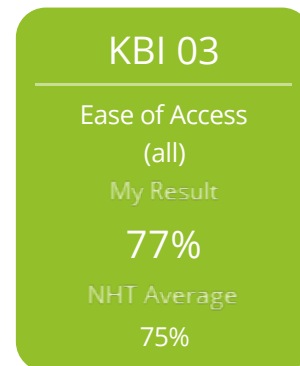 KBI 03
Ease of Access
(all)
My Result
77%
NHT Average
75%